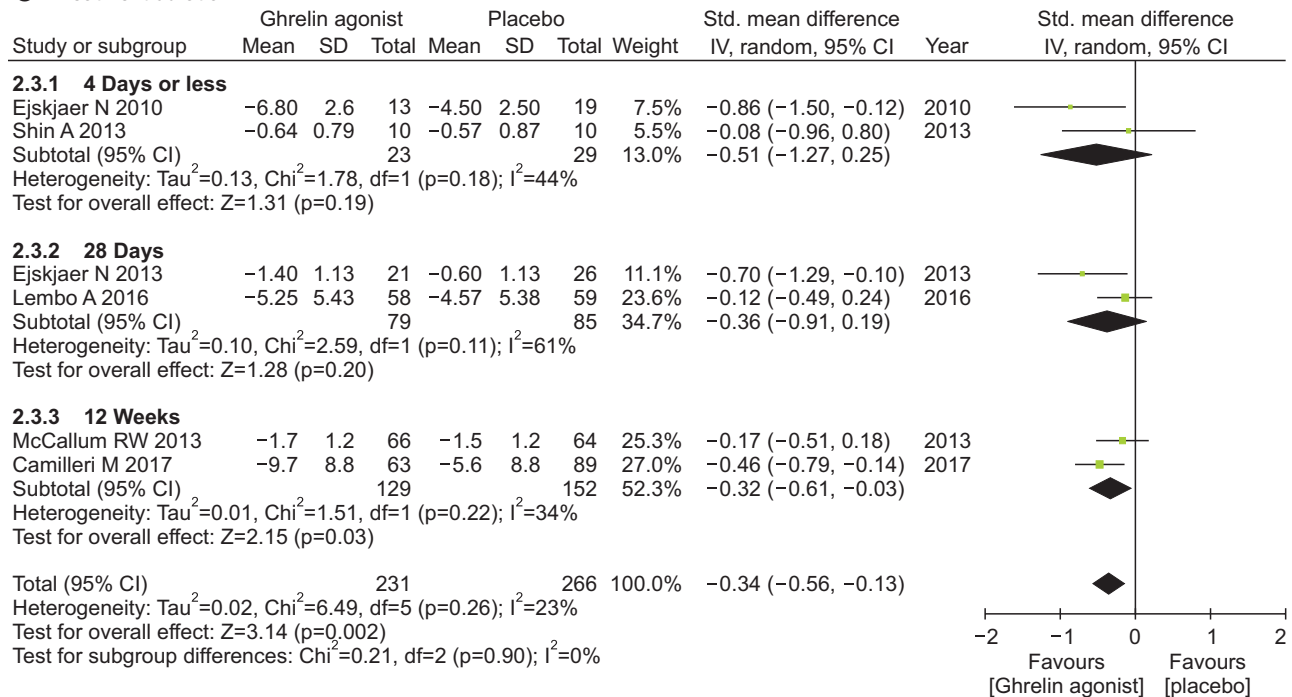 Ghrelin agonist Placebo Std. mean difference Std. mean difference
Study or subgroup Mean SD Total Mean SD Total Weight IV, random, 95% CI Year IV, random, 95% CI
2.3.1 4 Days or less
Ejskjaer N 2010 −6.80 2.6 13 −4.50 2.50 19 7.5% −0.86 (−1.50, −0.12) 2010
Shin A 2013 −0.64 0.79 10 −0.57 0.87 10 5.5% −0.08 (−0.96, 0.80) 2013
Subtotal (95% CI) 23 29 13.0% −0.51 (−1.27, 0.25)
Heterogeneity: Tau²=0.13, Chi²=1.78, df=1 (p=0.18); I²=44%
Test for overall effect: Z=1.31 (p=0.19)
2.3.2 28 Days
Ejskjaer N 2013 −1.40 1.13 21 −0.60 1.13 26 11.1% −0.70 (−1.29, −0.10) 2013
Lembo A 2016 −5.25 5.43 58 −4.57 5.38 59 23.6% −0.12 (−0.49, 0.24) 2016
Subtotal (95% CI) 79 85 34.7% −0.36 (−0.91, 0.19)
Heterogeneity: Tau²=0.10, Chi²=2.59, df=1 (p=0.11); I²=61%
Test for overall effect: Z=1.28 (p=0.20)
2.3.3 12 Weeks
McCallum RW 2013 −1.7 1.2 66 −1.5 1.2 64 25.3% −0.17 (−0.51, 0.18) 2013
Camilleri M 2017 −9.7 8.8 63 −5.6 8.8 89 27.0% −0.46 (−0.79, −0.14) 2017
Subtotal (95% CI) 129 152 52.3% −0.32 (−0.61, −0.03)
Heterogeneity: Tau²=0.01, Chi²=1.51, df=1 (p=0.22); I²=34%
Test for overall effect: Z=2.15 (p=0.03)
Total (95% CI) 231 266 100.0% −0.34 (−0.56, −0.13)
Heterogeneity: Tau²=0.02, Chi²=6.49, df=5 (p=0.26); I²=23%
Test for overall effect: Z=3.14 (p=0.002)
Test for subgroup differences: Chi²=0.21, df=2 (p=0.90); I²=0%
−2 −1 0 1 2
Favours Favours
[Ghrelin agonist] [placebo]